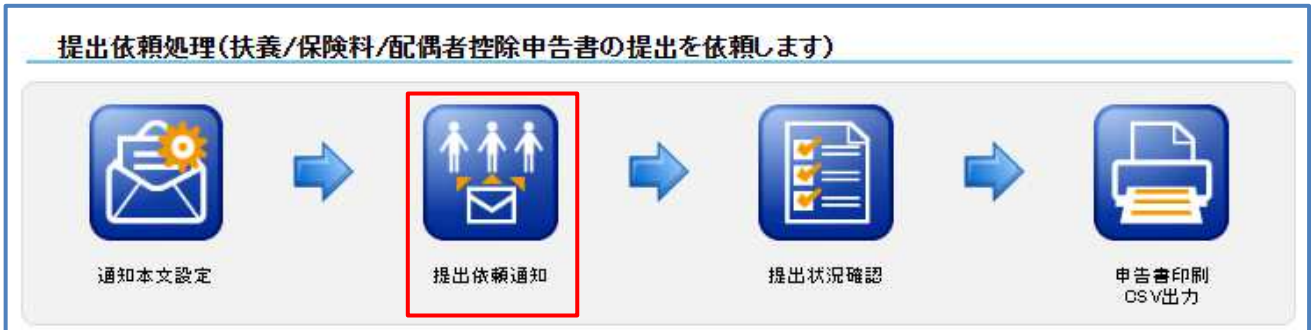 提出依頼処理(扶養/保険料/配偶者控除申告書の提出を依頼します)
通知本文設定
提出依頼通知
提出状況確認
申告書印刷
CSV出力